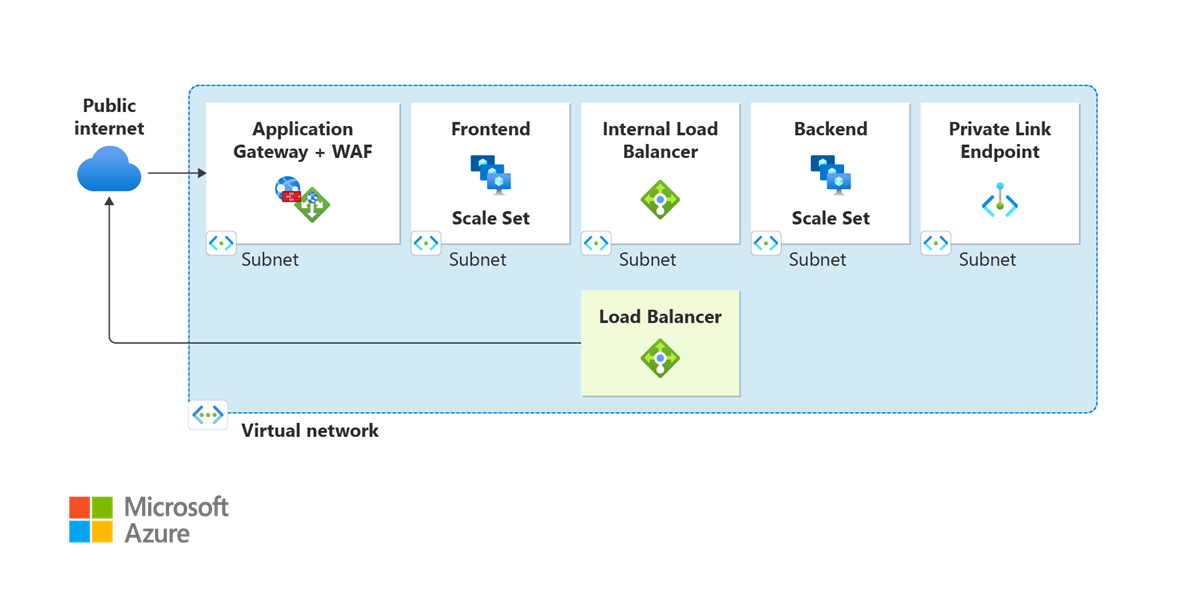 Public
internet
Application
Gateway + WAF
Frontend
Scale Set
Internal Load
Balancer
Backend
Scale Set
Private Link
Endpoint
Subnet
Subnet
Subnet
Subnet
Subnet
Load Balancer
Virtual network
Microsoft
Azure